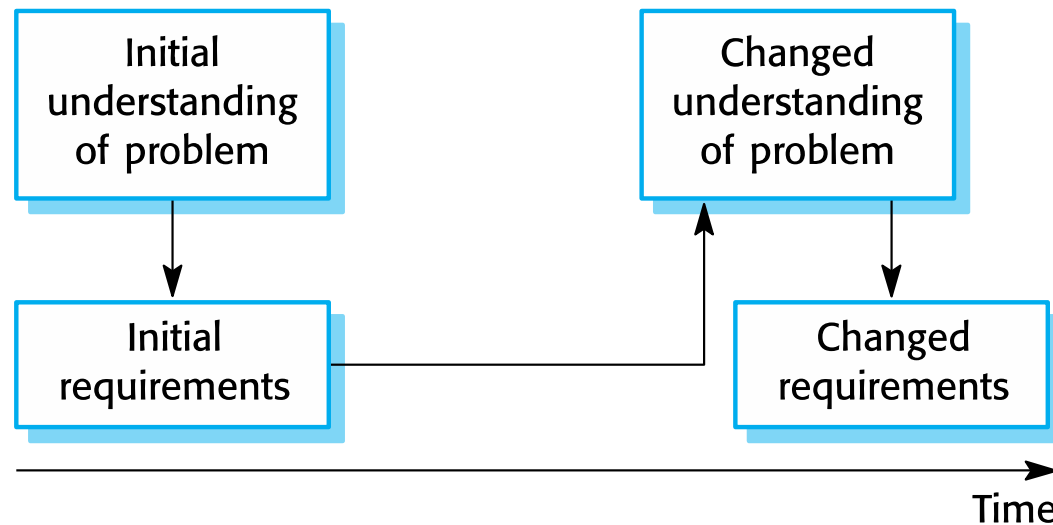 Initial
understanding
of problem
Changed
understanding
of problem
Initial
requirements
Changed
requirements
Time